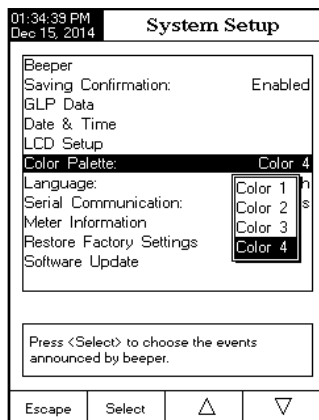 01:34:39 PM
Dec 15, 2014
System Setup
Beeper
Saving Confirmation: Enabled
GLP Data
Date & Time
LCD Setup
Color Palette: Color 4
Language: h
Serial Communication: s
Meter Information
Restore Factory Settings
Software Update
Color 1
Color 2
Color 3
Color 4
Press <Select> to choose the events
announced by beeper.
Escape Select △ ▽